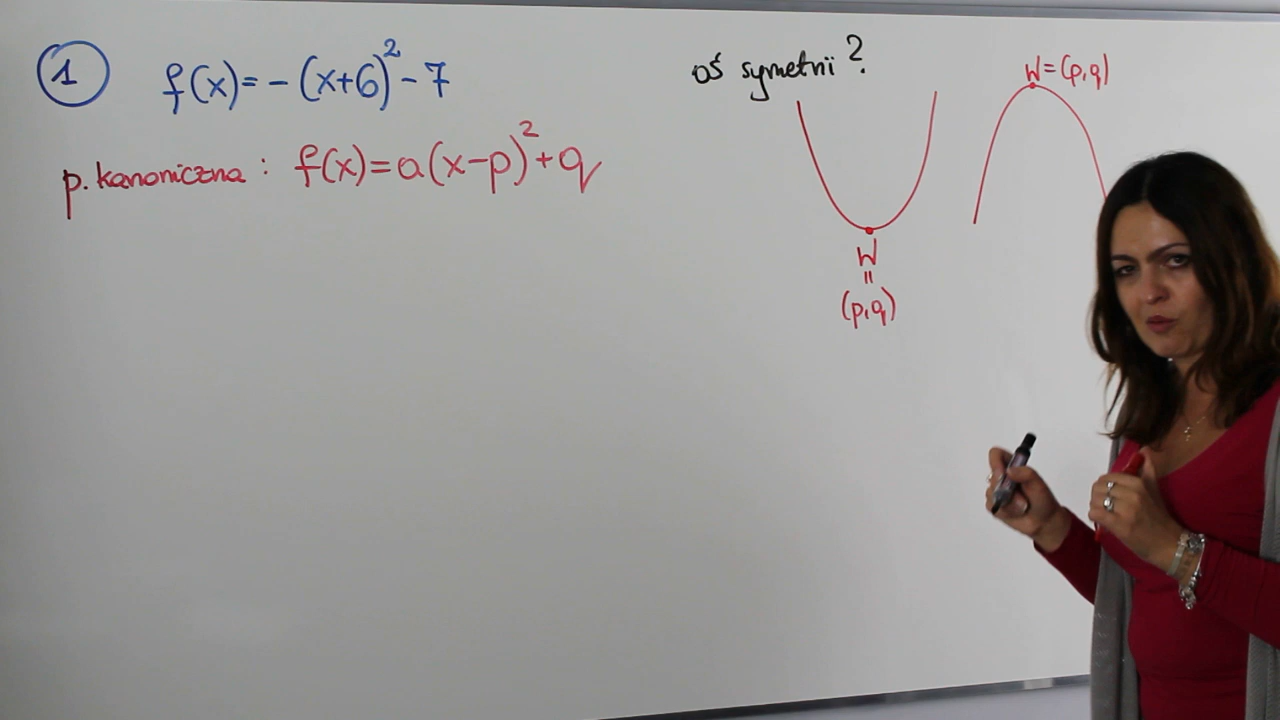 1 f(x)=-(x+6)²-7
p. kanoniczna : f(x)=a(x-p)²+q
oś symetrii ?
W
=
(p,q)
W=(p,q)